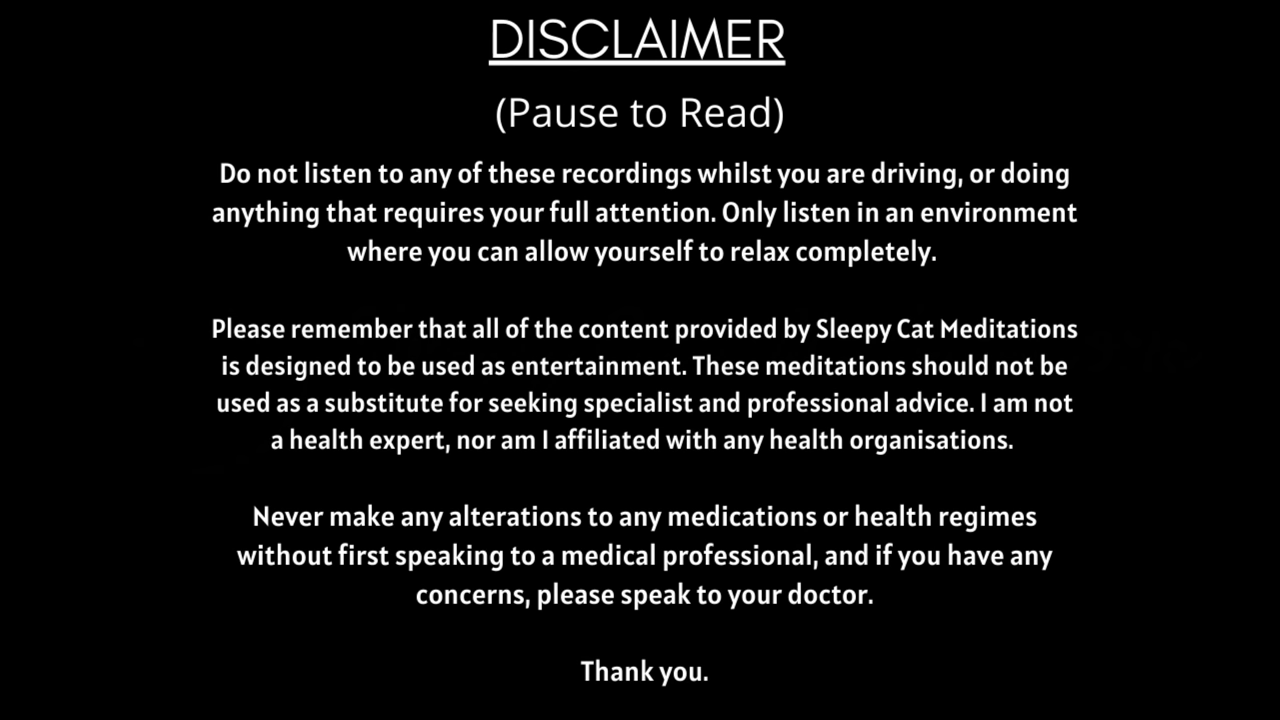 DISCLAIMER
(Pause to Read)
Do not listen to any of these recordings whilst you are driving, or doing
anything that requires your full attention. Only listen in an environment
where you can allow yourself to relax completely.
Please remember that all of the content provided by Sleepy Cat Meditations
is designed to be used as entertainment. These meditations should not be
used as a substitute for seeking specialist and professional advice. I am not
a health expert, nor am I affiliated with any health organisations.
Never make any alterations to any medications or health regimes
without first speaking to a medical professional, and if you have any
concerns, please speak to your doctor.
Thank you.